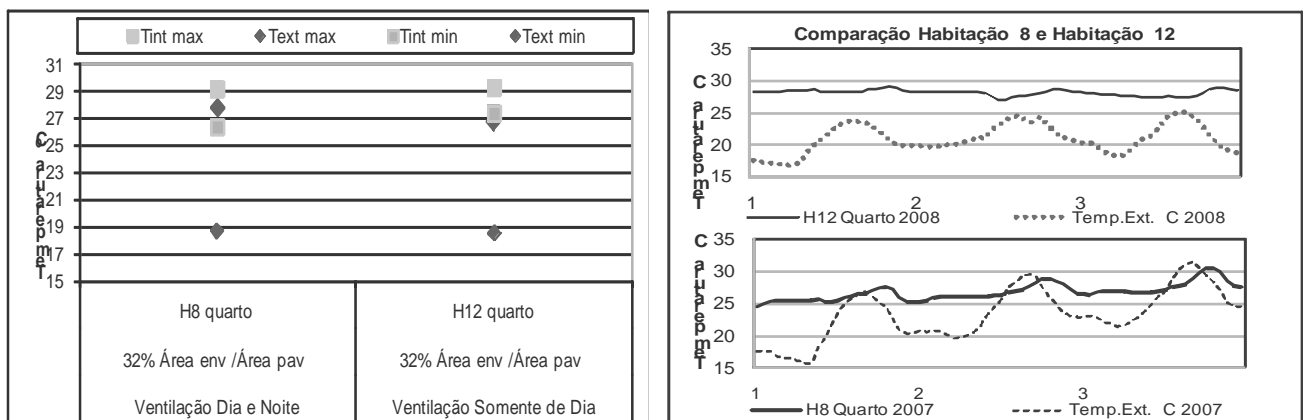 Tint max Text max Tint min Text min
31
29
27
25
23
21
19
17
15
Temperatura C
H8 quarto H12 quarto
32% Área env /Área pav 32% Área env /Área pav
Ventilação Dia e Noite Ventilação Somente de Dia
Comparação Habitação 8 e Habitação 12
Temperatura C
35
30
25
20
15
1 2 3
H12 Quarto 2008 Temp.Ext. C 2008
Temperatura C
35
30
25
20
15
1 2 3
H8 Quarto 2007 Temp.Ext. C 2007